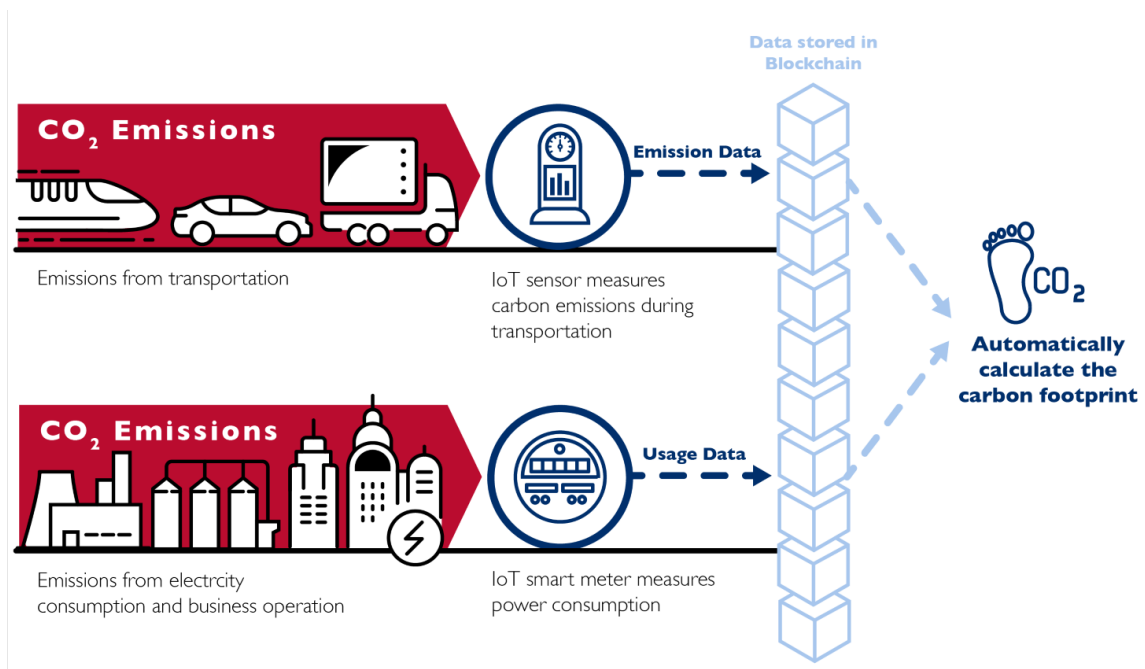 Data stored in
Blockchain
CO2 Emissions
Emission Data
Emissions from transportation
IoT sensor measures
carbon emissions during
transportation
CO2
Automatically
calculate the
carbon footprint
CO2 Emissions
Usage Data
Emissions from electrcity
consumption and business operation
IoT smart meter measures
power consumption